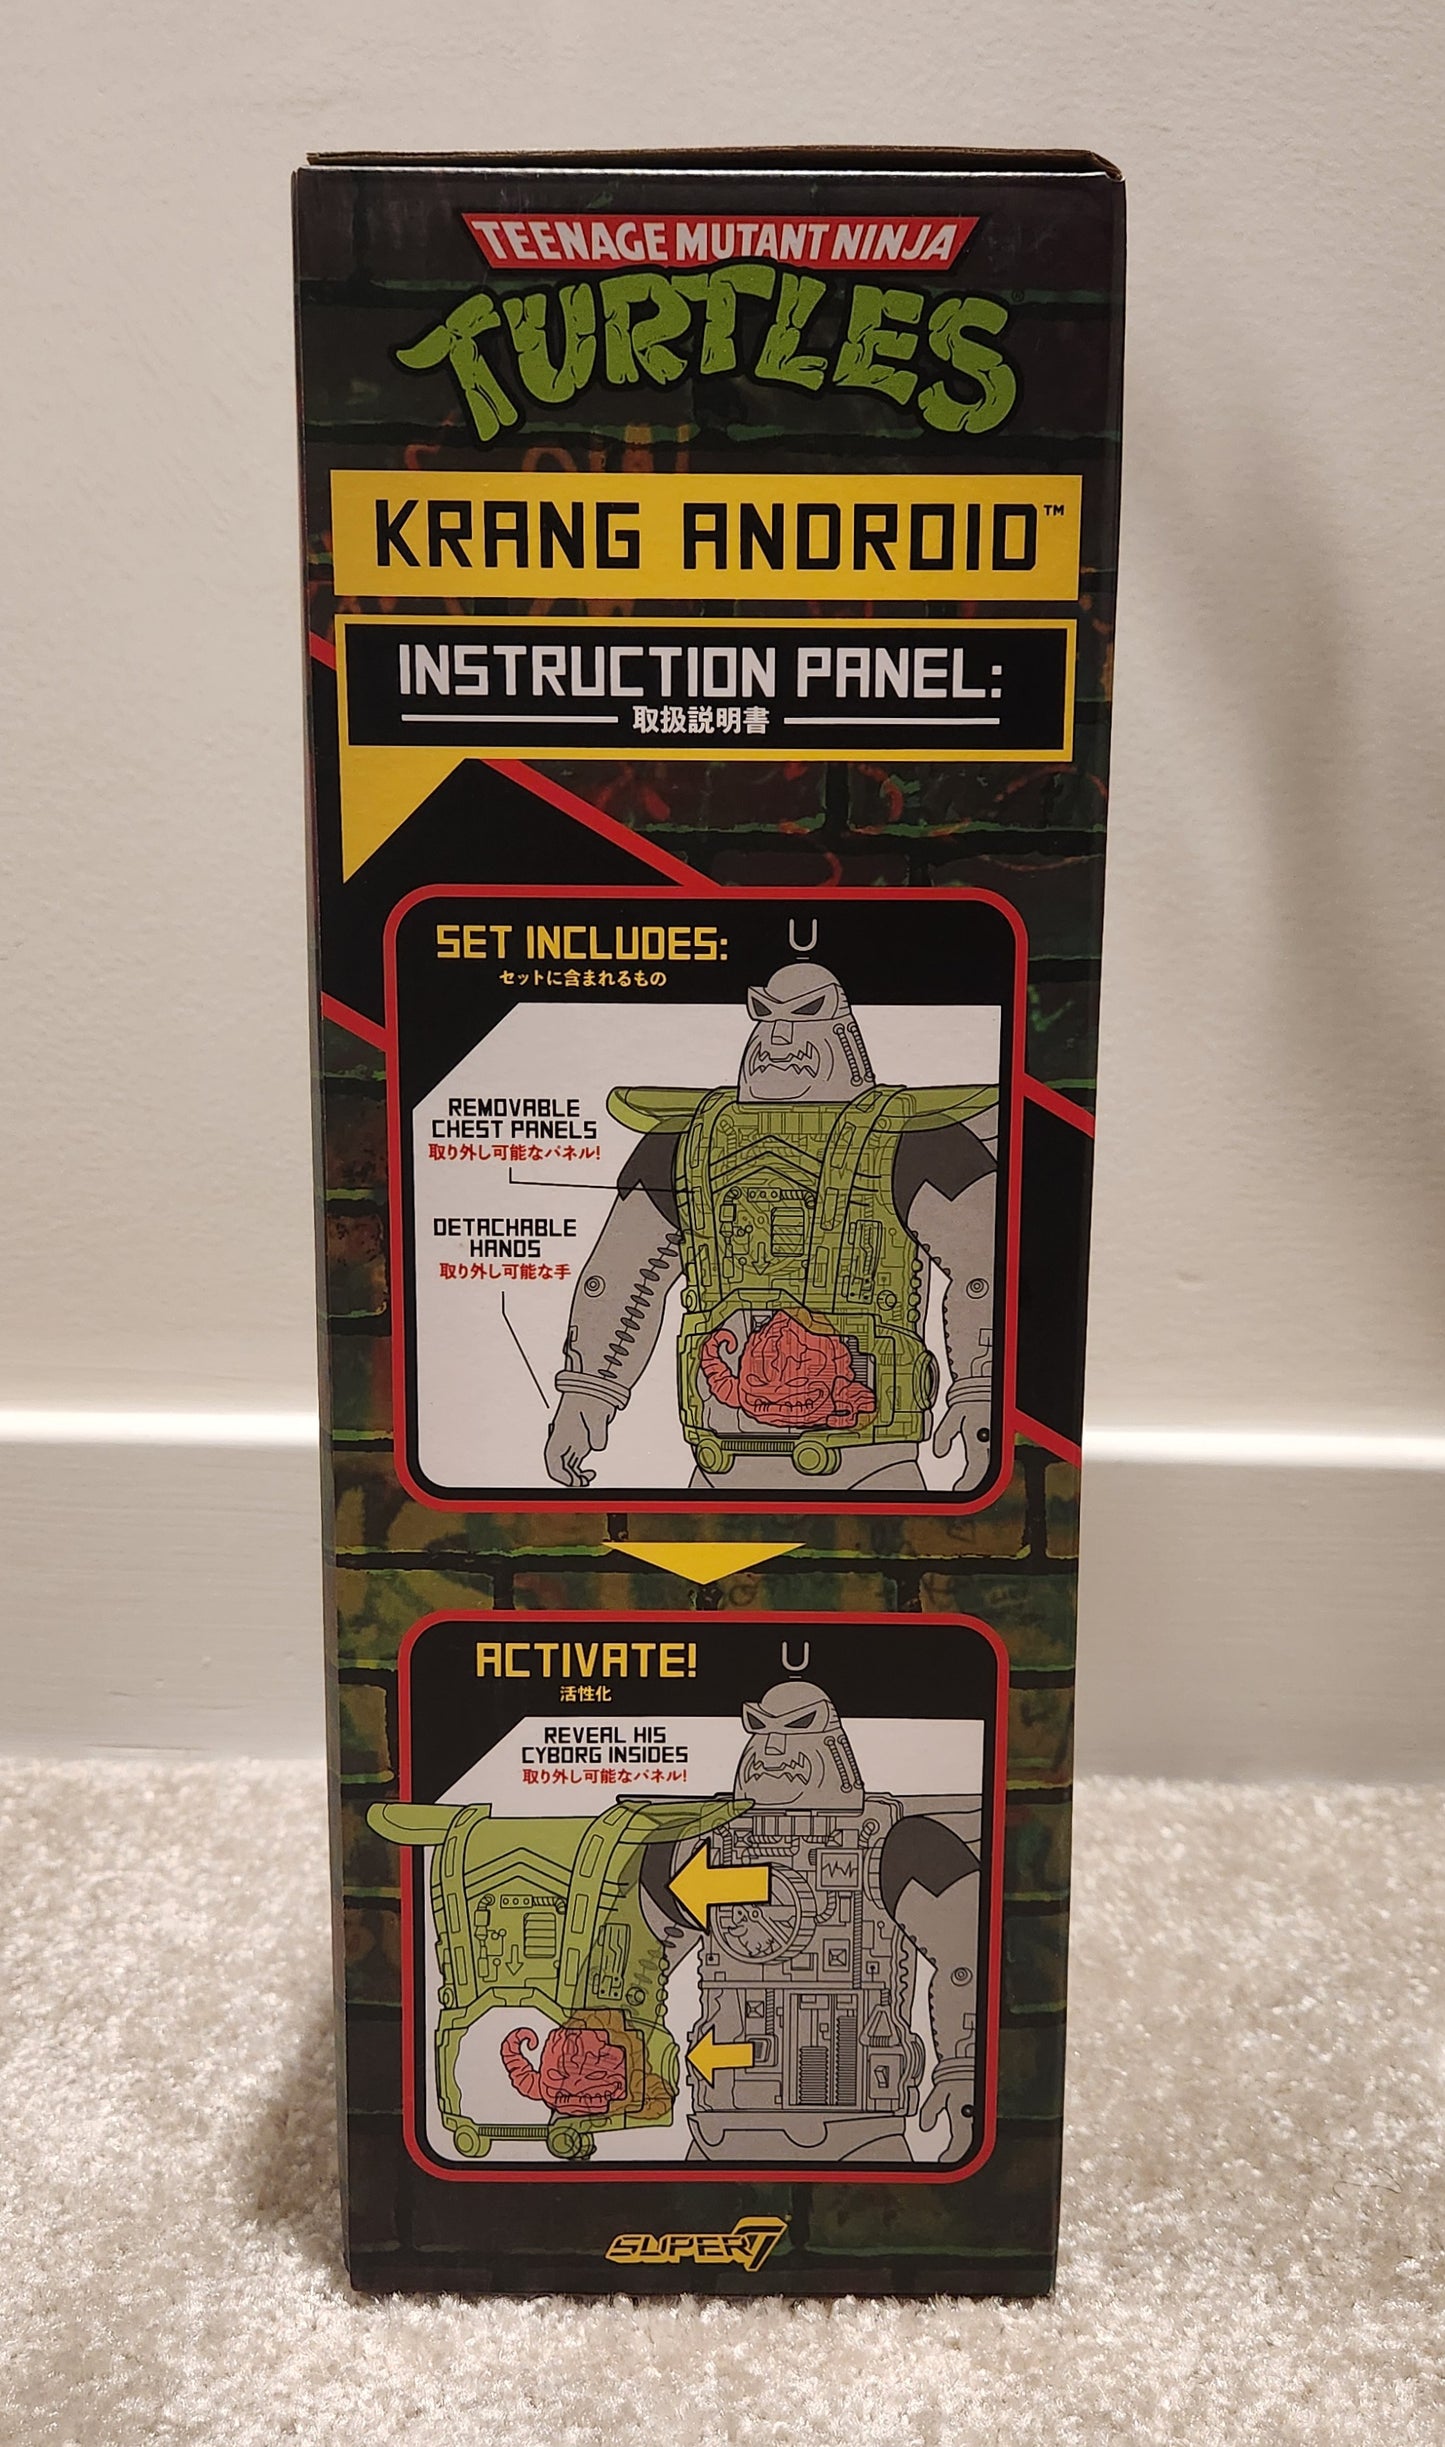 TEENAGE MUTANT NINJA
TURTLES
KRANG ANDROID™
INSTRUCTION PANEL:
取扱説明書
SET INCLUDES:
セットに含まれるもの
REMOVABLE
CHEST PANELS
取り外し可能なパネル!
DETACHABLE
HANDS
取り外し可能な手
ACTIVATE!
活性化
REVEAL HIS
CYBORG INSIDES
取り外し可能なパネル!
SUPER7